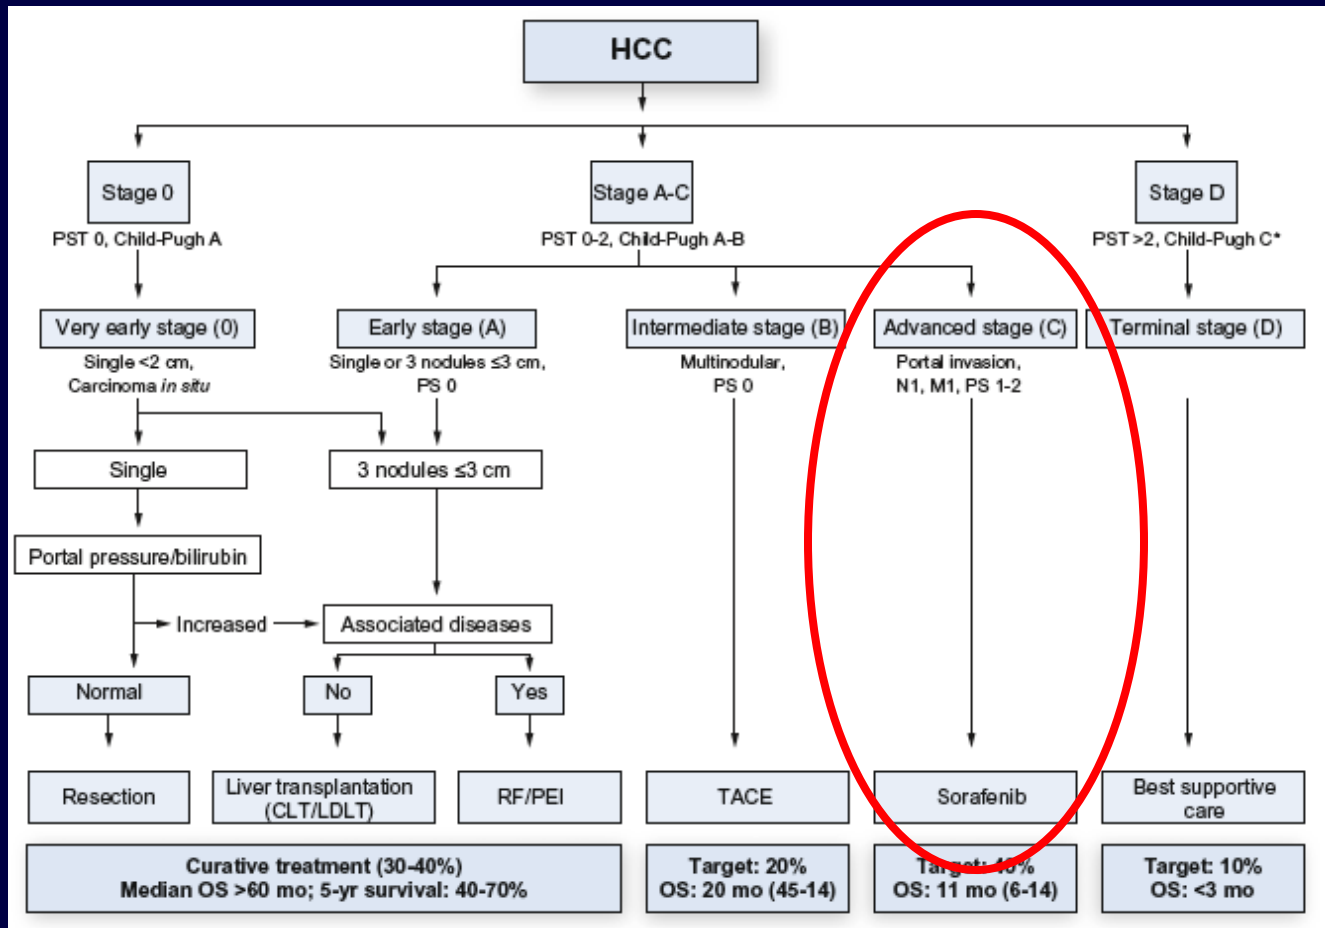 HCC
Stage 0
PST 0, Child-Pugh A
Stage A-C
PST 0-2, Child-Pugh A-B
Stage D
PST >2, Child-Pugh C*
Very early stage (0)
Single <2 cm,
Carcinoma in situ
Early stage (A)
Single or 3 nodules ≤3 cm,
PS 0
Intermediate stage (B)
Multinodular,
PS 0
Advanced stage (C)
Portal invasion,
N1, M1, PS 1-2
Terminal stage (D)
Single
3 nodules ≤3 cm
Portal pressure/bilirubin
Increased
Associated diseases
Normal
No
Yes
Resection
Liver transplantation
(CLT/LDLT)
RF/PEI
TACE
Sorafenib
Best supportive
care
Curative treatment (30-40%)
Median OS >60 mo; 5-yr survival: 40-70%
Target: 20%
OS: 20 mo (45-14)
Target: 40%
OS: 11 mo (6-14)
Target: 10%
OS: <3 mo